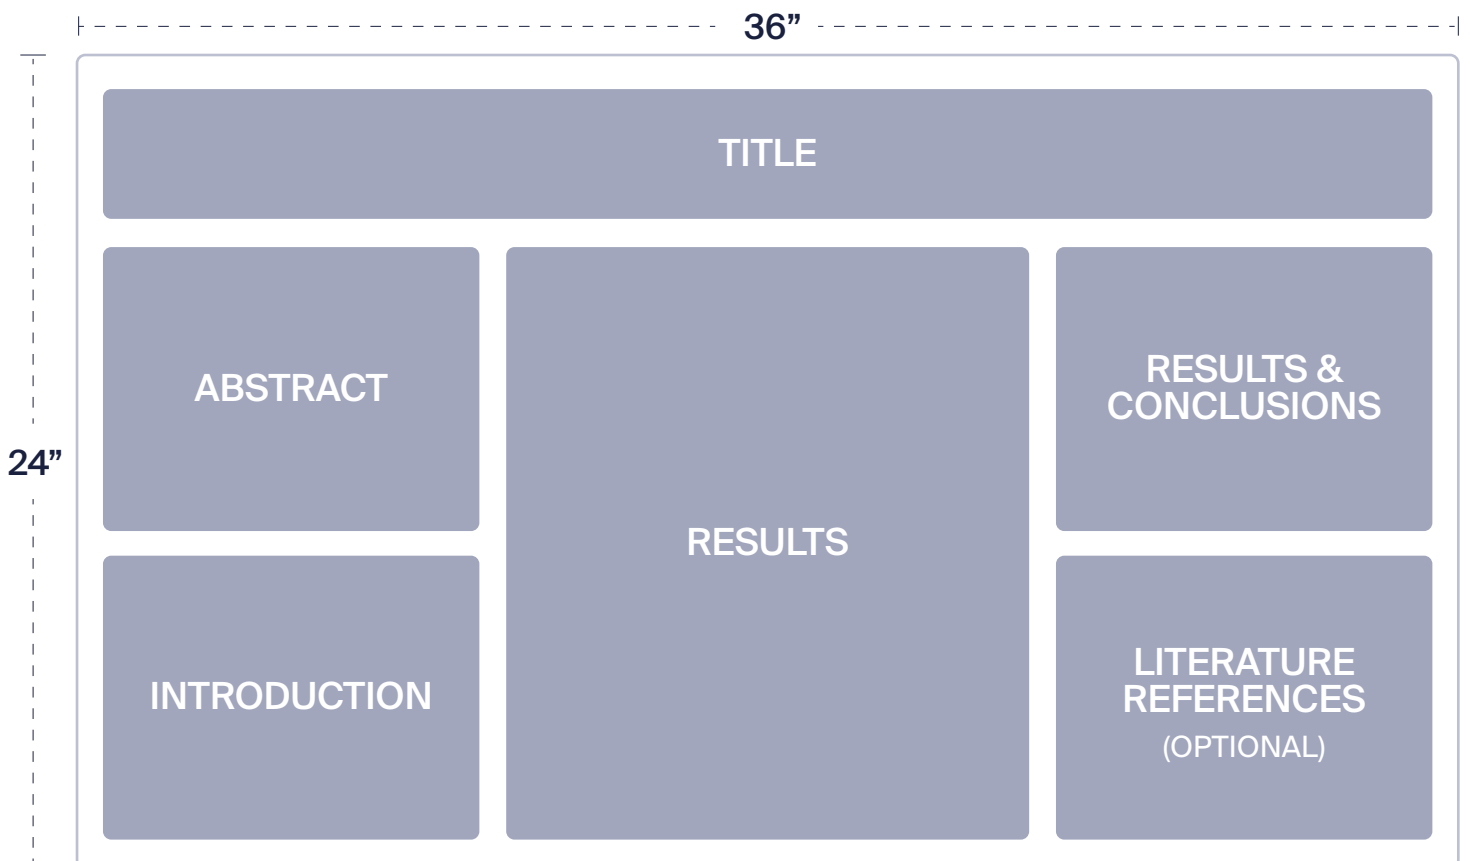 36”
TITLE
ABSTRACT
RESULTS &
CONCLUSIONS
24”
RESULTS
INTRODUCTION
LITERATURE
REFERENCES
(OPTIONAL)